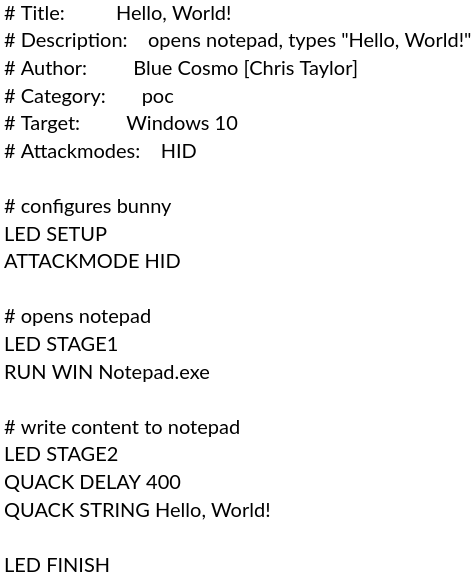 # Title:         Hello, World!
# Description:    opens notepad, types "Hello, World!"
# Author:         Blue Cosmo [Chris Taylor]
# Category:       poc
# Target:         Windows 10
# Attackmodes:    HID

# configures bunny
LED SETUP
ATTACKMODE HID

# opens notepad
LED STAGE1
RUN WIN Notepad.exe

# write content to notepad
LED STAGE2
QUACK DELAY 400
QUACK STRING Hello, World!

LED FINISH